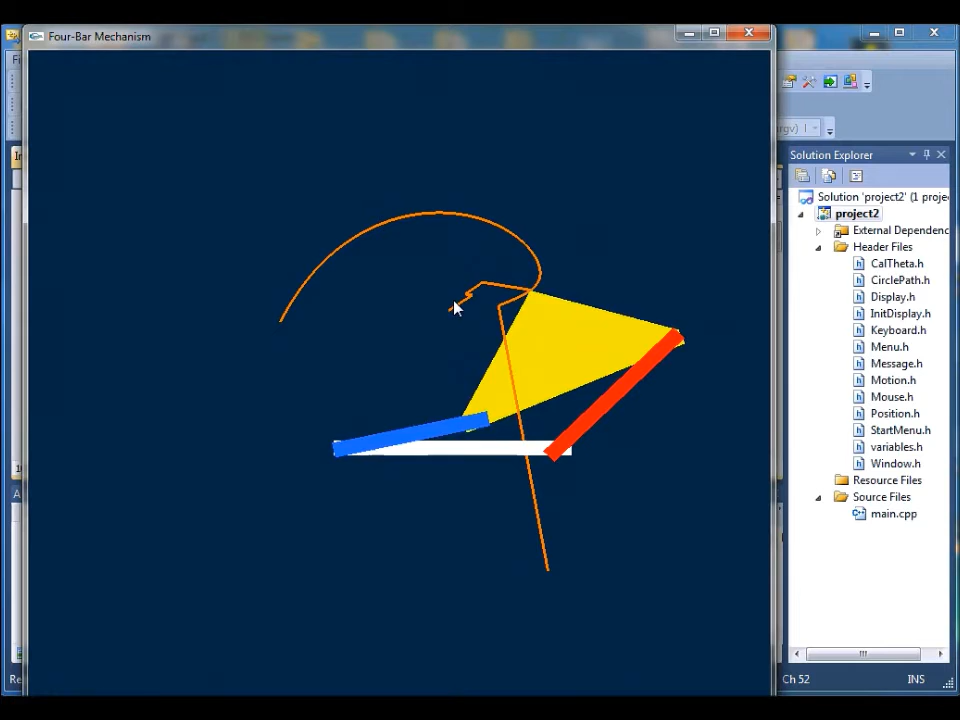 Four-Bar Mechanism
Solution Explorer
Solution 'project2' (1 proje
project2
External Dependenc
Header Files
CalTheta.h
CirclePath.h
Display.h
InitDisplay.h
Keyboard.h
Menu.h
Message.h
Motion.h
Mouse.h
Position.h
StartMenu.h
variables.h
Window.h
Resource Files
Source Files
main.cpp
Ch 52
INS